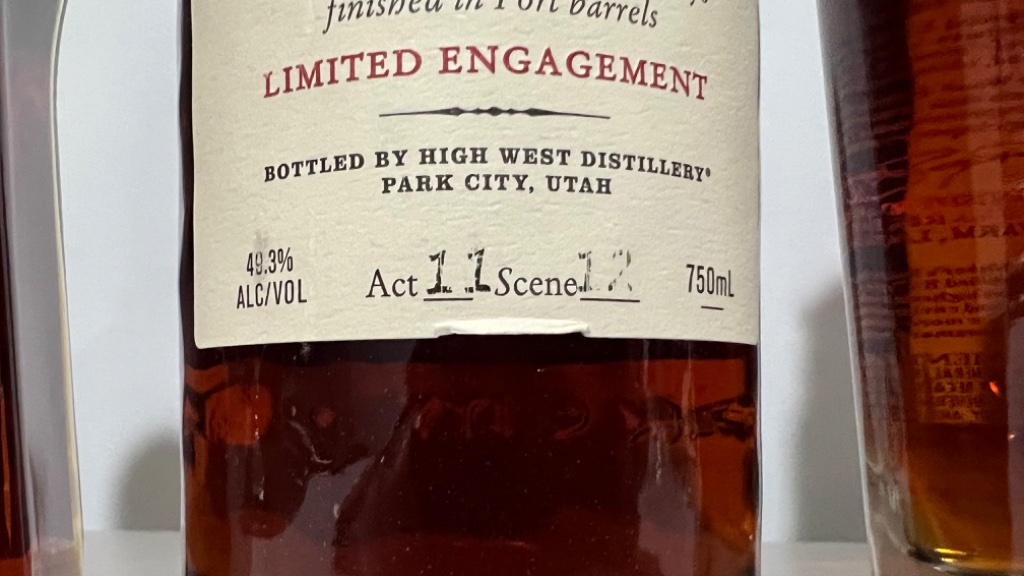 finished in Port barrels
LIMITED ENGAGEMENT
BOTTLED BY HIGH WEST DISTILLERY®
PARK CITY, UTAH
49.3%
ALC/VOL
Act 11 Scene 12
750mL